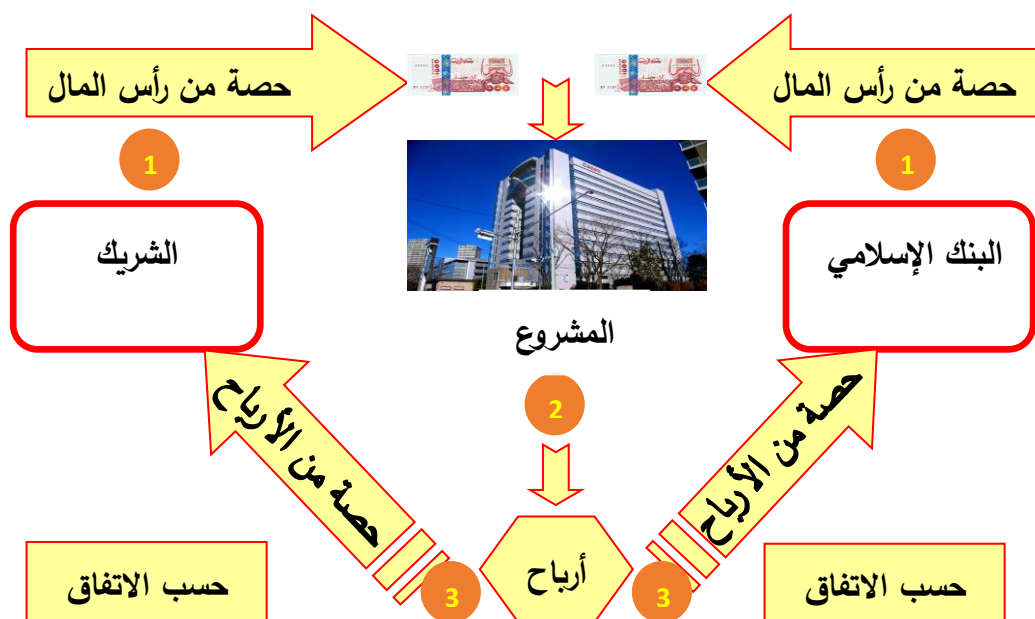 حصة من رأس المال
حصة من رأس المال
1
1
البنك الإسلامي
الشريك
المشروع
2
حصة من الأرباح
حصة من الأرباح
أرباح
3
3
حسب الاتفاق
حسب الاتفاق